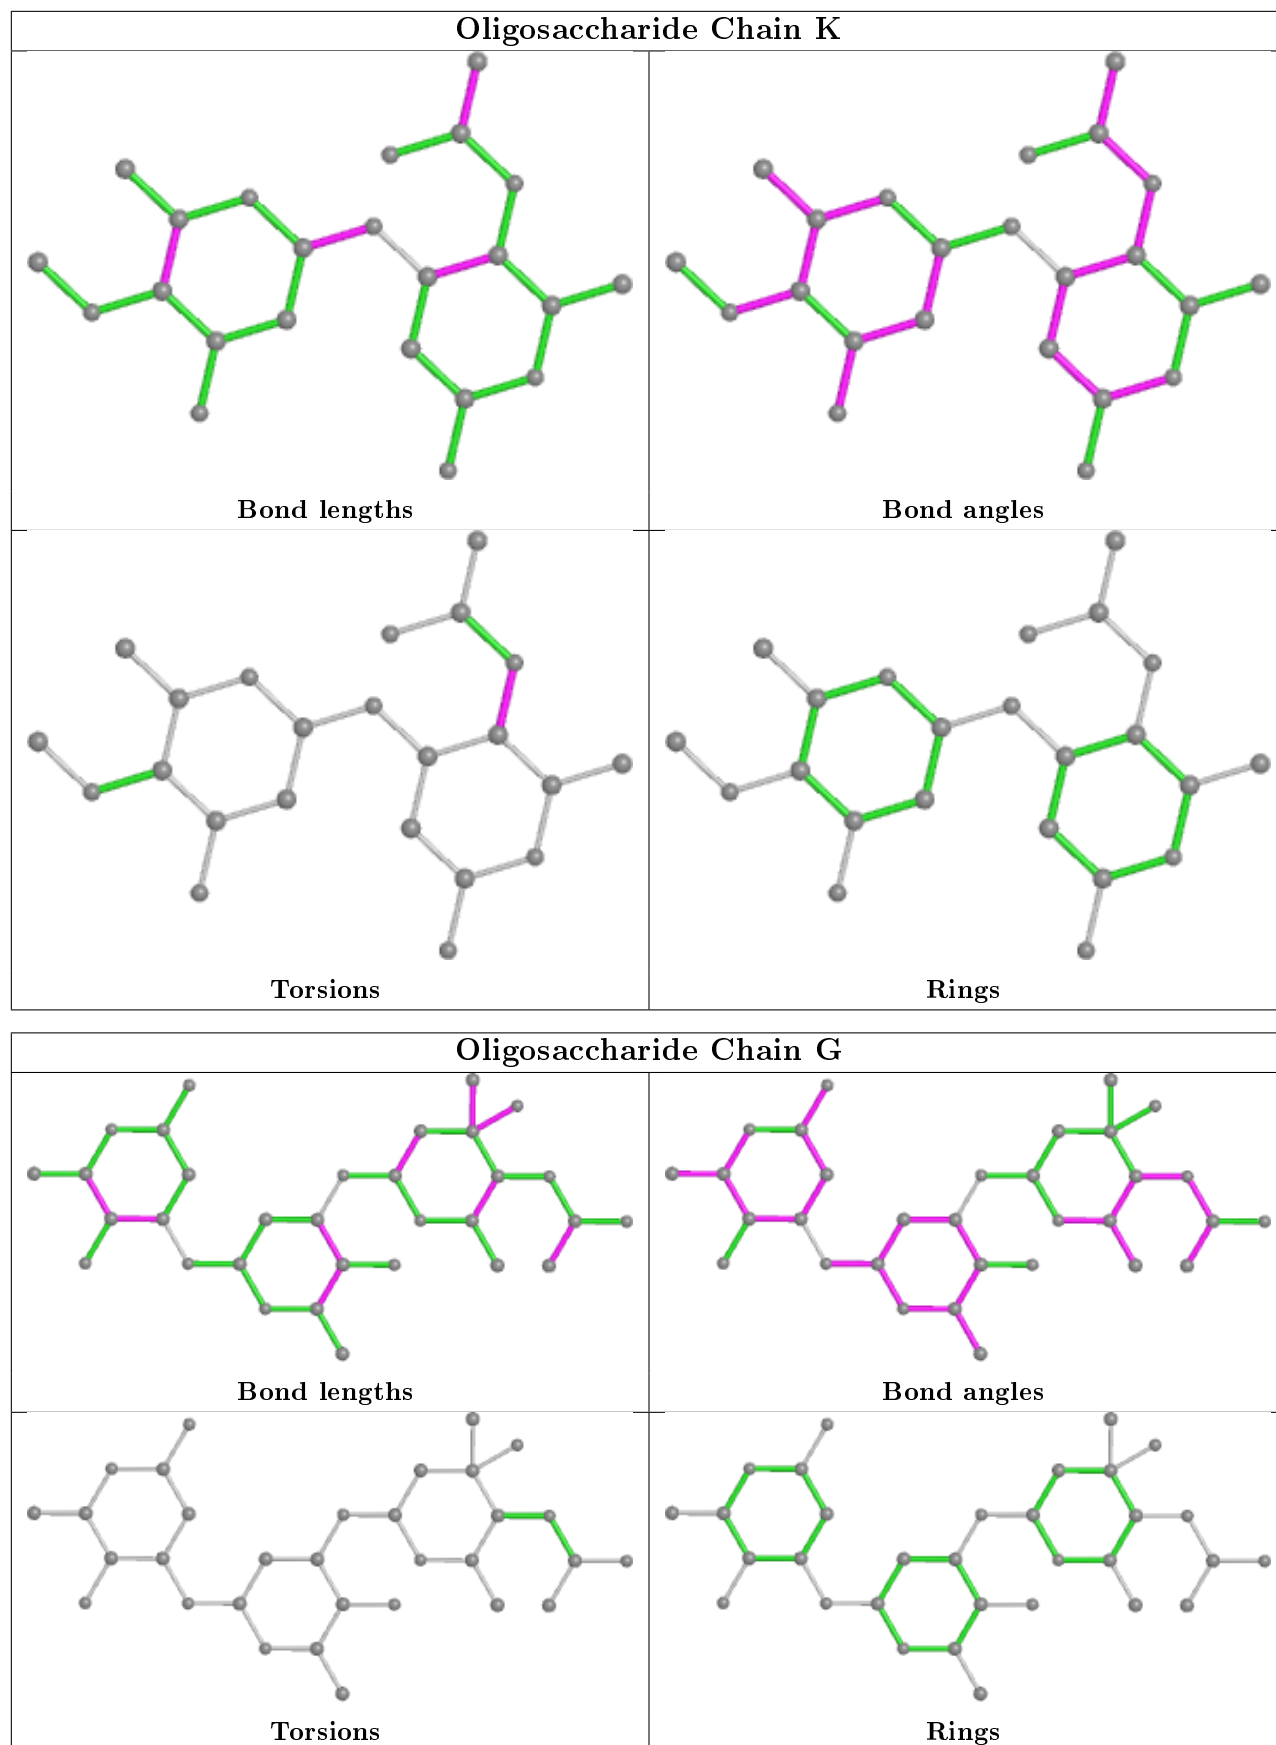 Oligosaccharide Chain K
Bond lengths
Bond angles
Torsions
Rings
Oligosaccharide Chain G
Bond lengths
Bond angles
Torsions
Rings